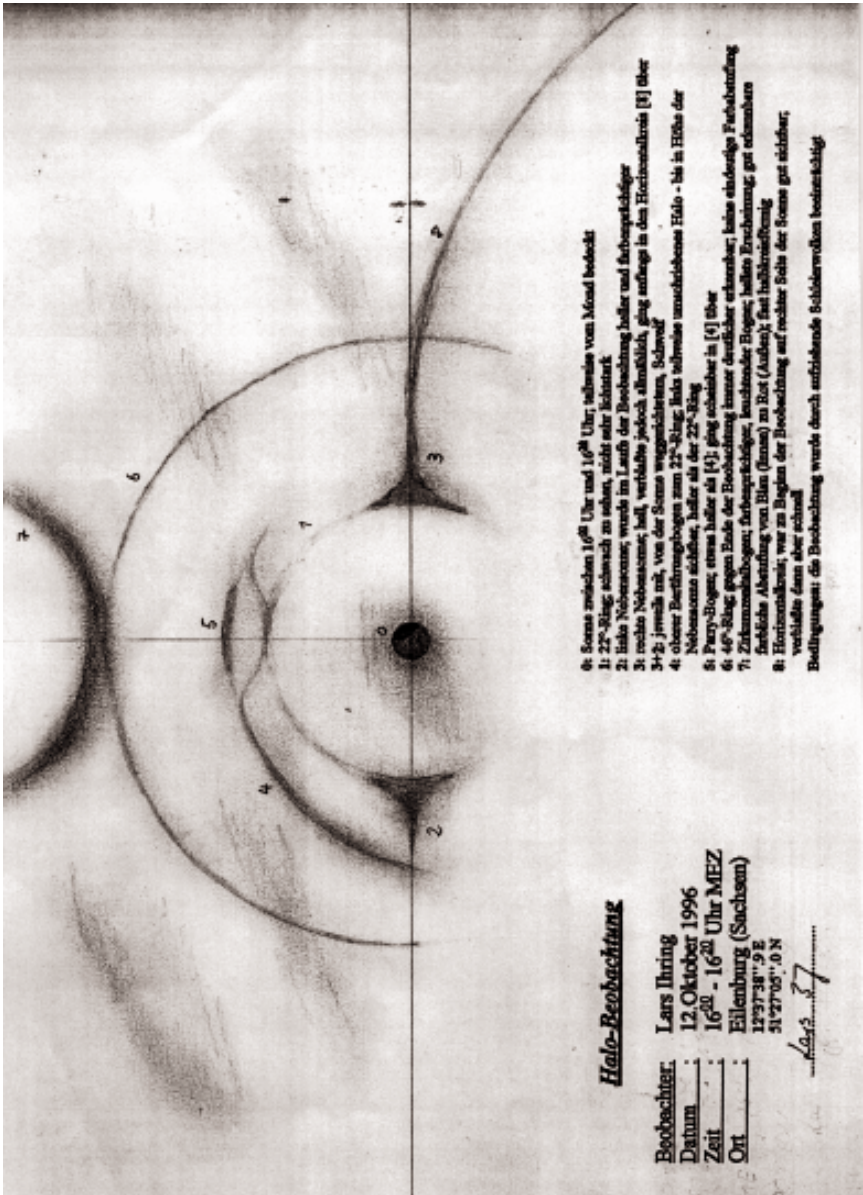 Halo-Beobachtung
Beobachter: Lars Ihring
Datum : 12.Oktober 1996
Zeit : 16⁰⁰ - 16²⁰ Uhr MEZ
Ort : Eilenburg (Sachsen)
12°37'38",9 E
51°27'05",0 N
Lars
0: Sonne zwischen Uhr und Uhr; teilweise vom Mond bedeckt
1: 22°-Ring; schwach zu sehen, nicht sehr lichtstark
2: linke Nebensonne; wurde im Laufe der Beobachtung heller und farbenprächtiger
3: rechte Nebensonne; hell, verblaßte jedoch allmählich, ging anfangs in den Horizontalkreis [8] über
3+2: jeweils mit, von der Sonne weggerichtetem, Schweif
4: oberer Berührungsbogen zum 22°-Ring; links teilweise umschriebenes Halo - bis in Höhe der
Nebensonne sichtbar, heller als der 22°-Ring
5: Parry-Bogen; etwas heller als [4]; ging scheinbar in [4] über
6: 46°-Ring; gegen Ende der Beobachtung immer deutlicher erkennbar; keine eindeutige Farbabstufung
7: Zirkumzenitalbogen; farbenprächtiger, leuchtender Bogen; hellste Erscheinung; gut erkennbare
farbliche Abstufung von Blau (Innen) zu Rot (Außen); fast halbkreisförmig
8: Horizontalkreis; war zu Beginn der Beobachtung auf rechter Seite der Sonne gut sichtbar;
verblaßte dann aber schnell
Bedingungen: die Beobachtung wurde durch aufziehende Schleierwolken beeinträchtigt
7
6
5
1
4
0
3
2